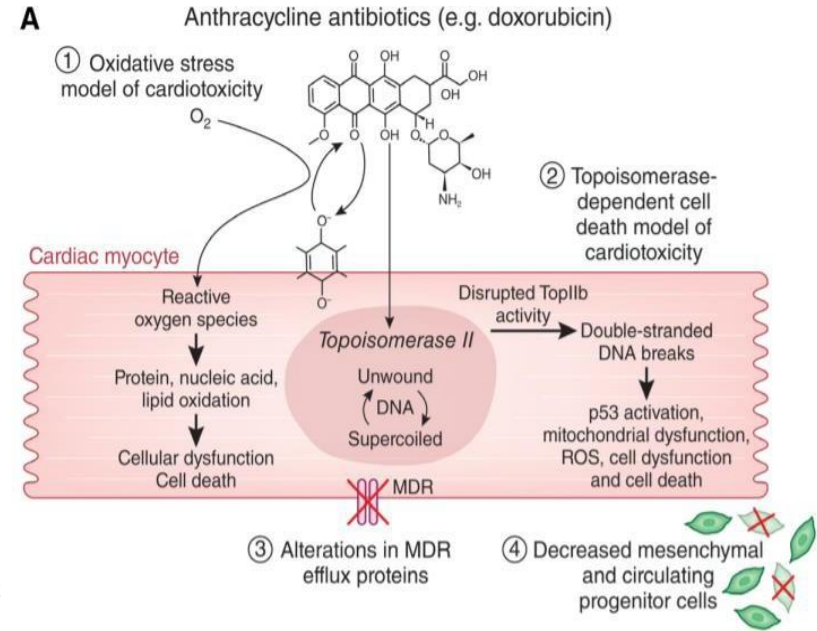 A
Anthracycline antibiotics (e.g. doxorubicin)
① Oxidative stress
model of cardiotoxicity
O₂
O
OH
O
OH
OH
O
O
OH
O
H
O
OH
NH₂
O⁻
O⁻
② Topoisomerase-
dependent cell
death model of
cardiotoxicity
Cardiac myocyte
Reactive
oxygen species
Protein, nucleic acid,
lipid oxidation
Cellular dysfunction
Cell death
Topoisomerase II
Unwound
DNA
Supercoiled
Disrupted TopIIb
activity
Double-stranded
DNA breaks
p53 activation,
mitochondrial dysfunction,
ROS, cell dysfunction
and cell death
MDR
③ Alterations in MDR
efflux proteins
④ Decreased mesenchymal
and circulating
progenitor cells